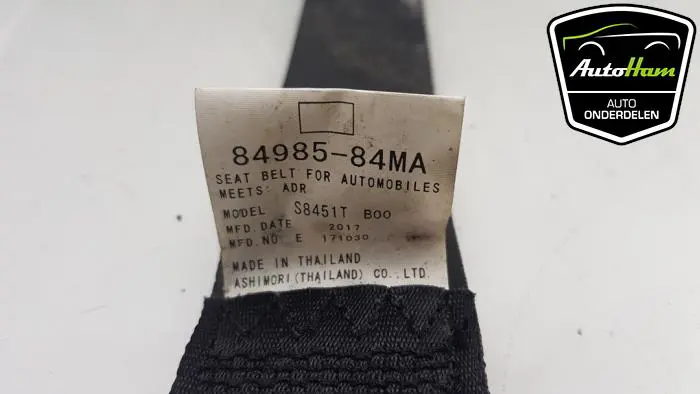 AutoHam
AUTO
ONDERDELEN
84985-84MA
SEAT BELT FOR AUTOMOBILES
MEETS ADR
MODEL S8451T B00
MFD. DATE 2017
MFD. NO E 171030
MADE IN THAILAND
ASHIMORI (THAILAND) CO., LTD.